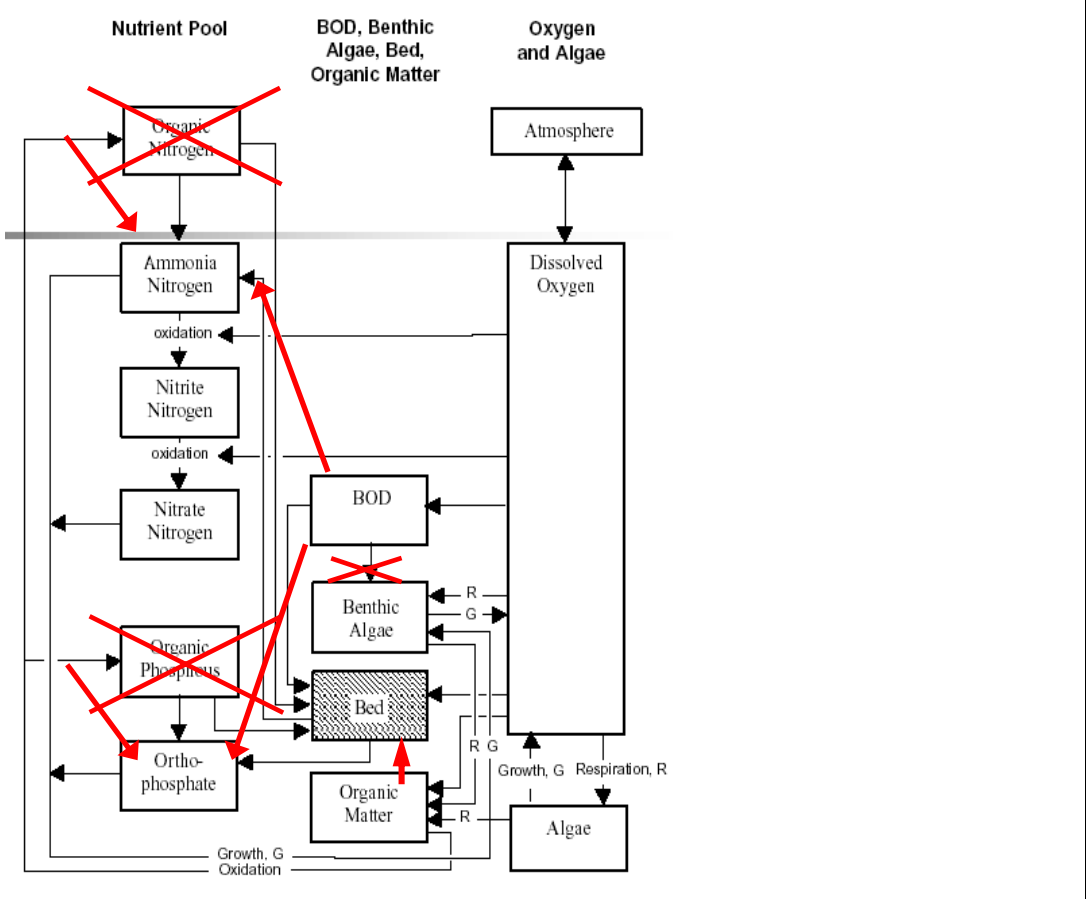 Nutrient Pool
BOD, Benthic
Algae, Bed,
Organic Matter
Oxygen
and Algae
Organic
Nitrogen
Atmosphere
Ammonia
Nitrogen
Dissolved
Oxygen
oxidation
Nitrite
Nitrogen
oxidation
Nitrate
Nitrogen
BOD
Benthic
Algae
R
G
Organic
Phosphous
Bed
Ortho-
phosphate
R G
Growth, G
Respiration, R
Organic
Matter
R
Algae
Growth, G
Oxidation